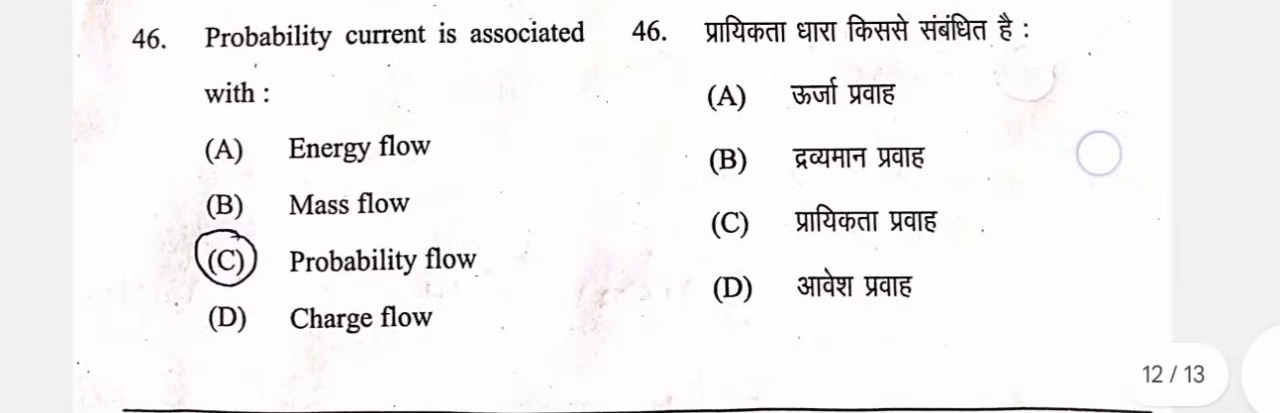 46. Probability current is associated
with :
(A) Energy flow
(B) Mass flow
(C) Probability flow
(D) Charge flow
46. प्रायिकता धारा किससे संबंधित है :
(A) ऊर्जा प्रवाह
(B) द्रव्यमान प्रवाह
(C) प्रायिकता प्रवाह
(D) आवेश प्रवाह
12 / 13